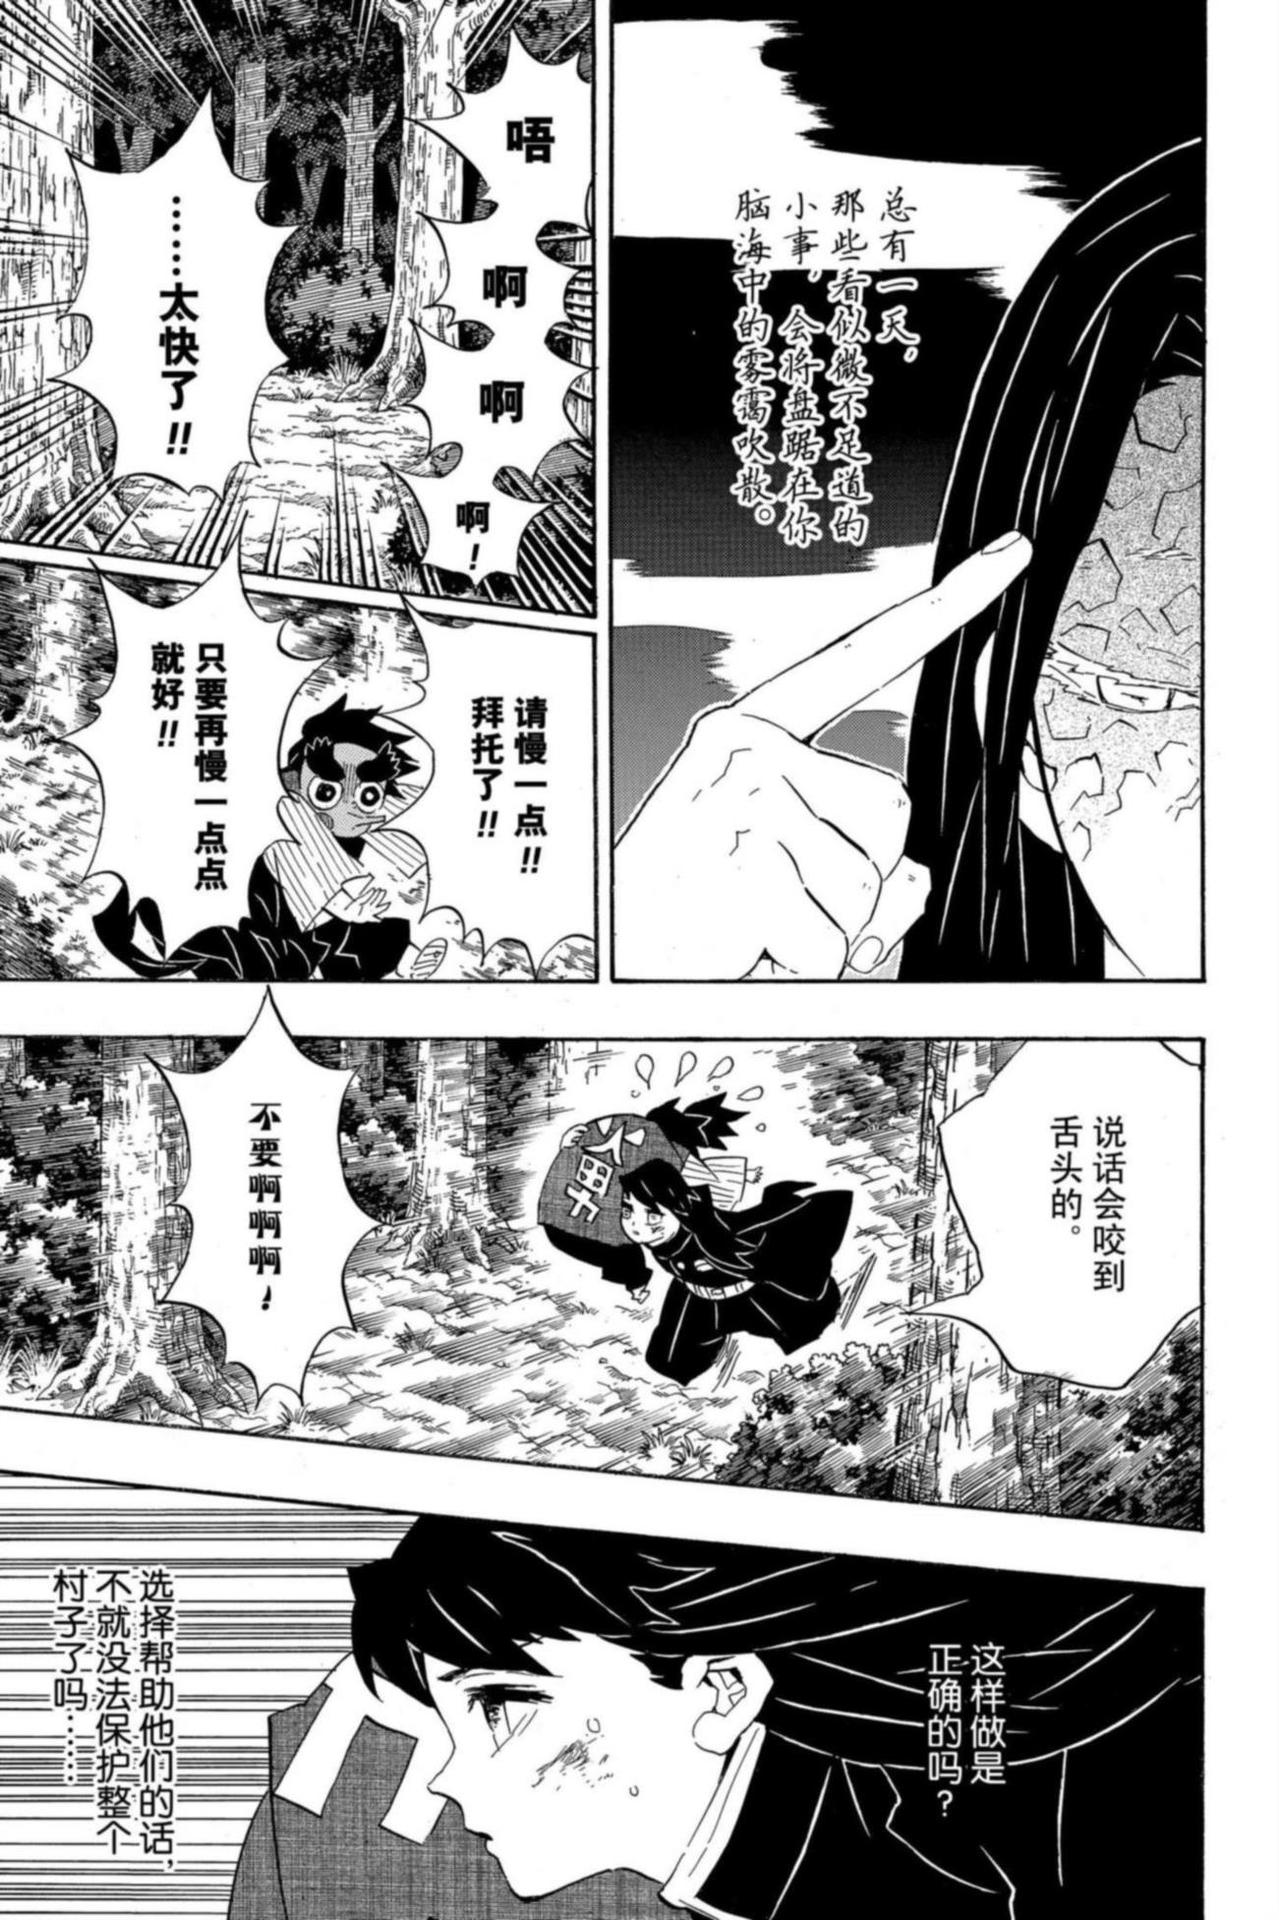 总有一天，
那些看似微不足道的
小事，会将盘踞在你
脑海中的雾霭吹散。
唔
啊
啊
啊！
……太快了!!
请慢一点!!
拜托了!!
只要再慢一点点
就好!!
说话会咬到
舌头的。
火男
不要啊啊啊！
这样做是
正确的吗？
选择帮助他们的话，
不就没法保护整个
村子了吗……